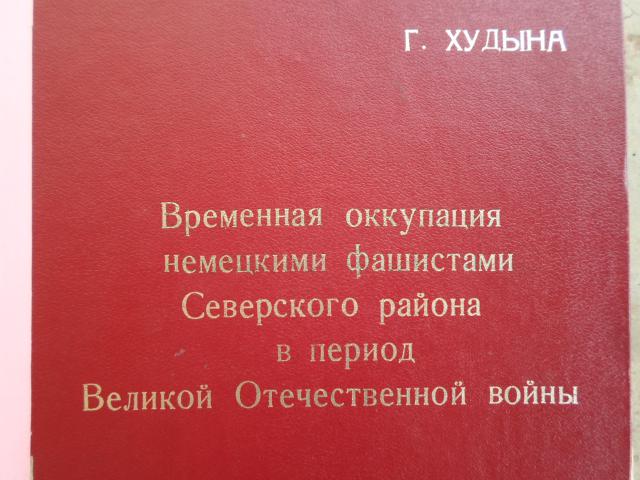 Г. ХУДЫНА
Временная оккупация
немецкими фашистами
Северского района
в период
Великой Отечественной войны